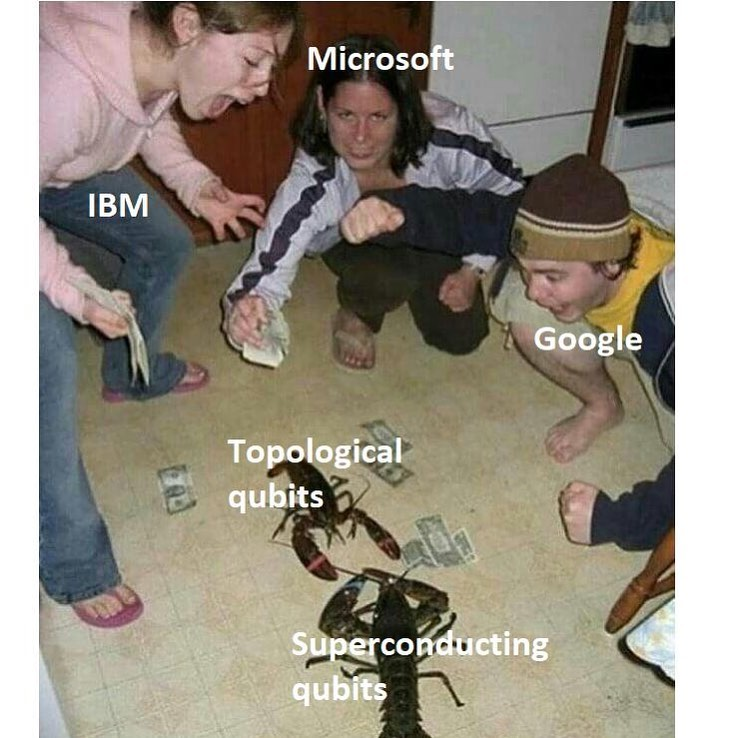 Microsoft
IBM
Google
Topological
qubits
Superconducting
qubits